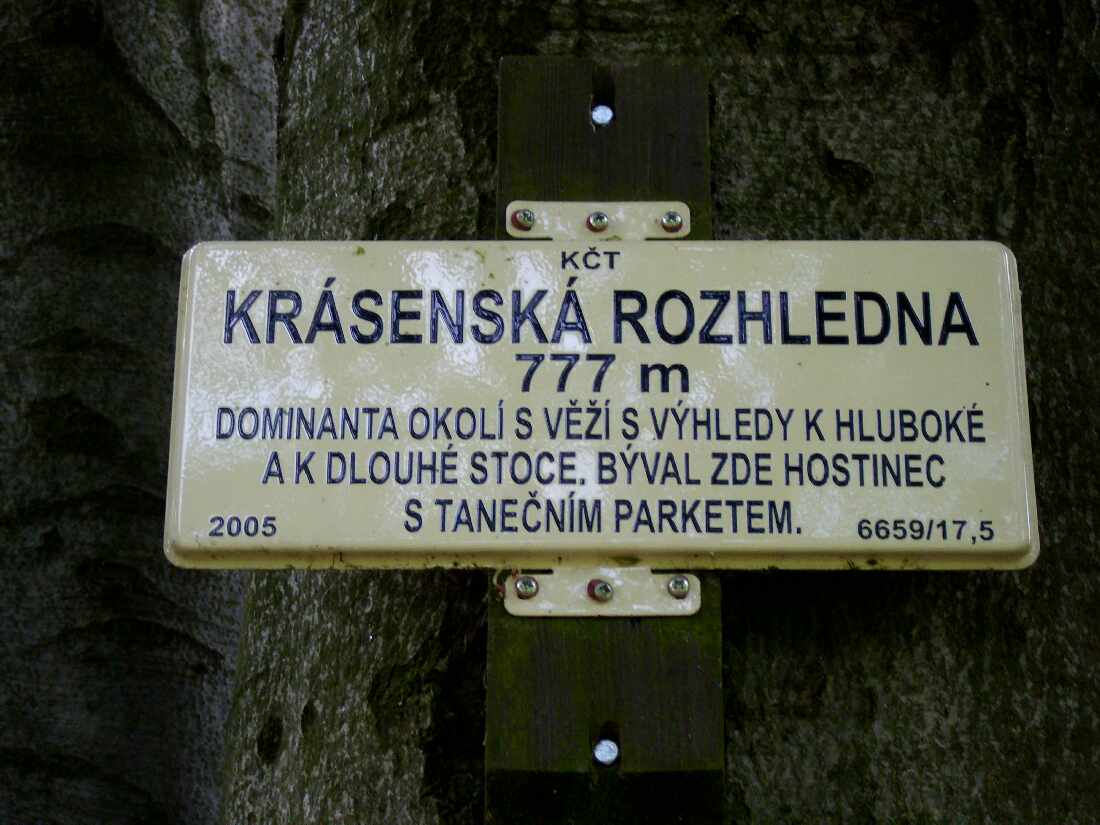 KČT
KRÁSENSKÁ ROZHLEDNA
777 m
DOMINANTA OKOLÍ S VĚŽÍ S VÝHLEDY K HLUBOKÉ
A K DLOUHÉ STOCE. BÝVAL ZDE HOSTINEC
S TANEČNÍM PARKETEM.
2005 6659/17,5